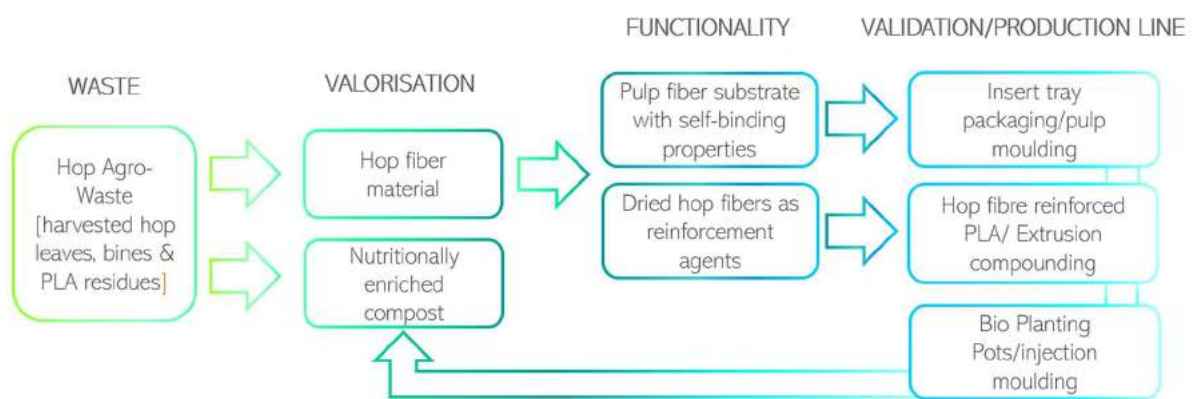 FUNCTIONALITY
VALIDATION/PRODUCTION LINE
WASTE
VALORISATION
Hop Agro-
Waste
[harvested hop
leaves, bines &
PLA residues]
Hop fiber
material
Nutritionally
enriched
compost
Pulp fiber substrate
with self-binding
properties
Dried hop fibers as
reinforcement
agents
Insert tray
packaging/pulp
moulding
Hop fibre reinforced
PLA/ Extrusion
compounding
Bio Planting
Pots/injection
moulding